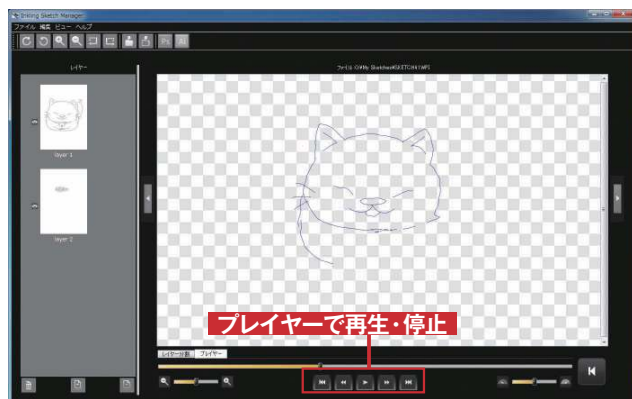 Inkling Sketch Manager
ファイル 編集 ビュー ヘルプ
レイヤー
layer 1
layer 2
プレイヤーで再生・停止
レイヤー分割 プレイヤー